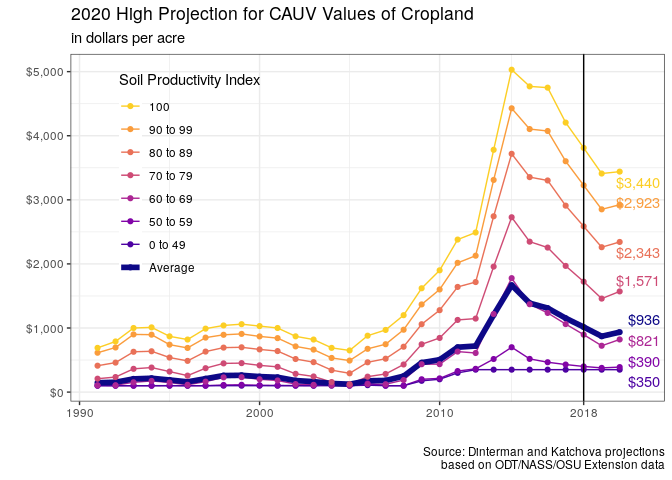 2020 High Projection for CAUV Values of Cropland
in dollars per acre
Soil Productivity Index
100
90 to 99
80 to 89
70 to 79
60 to 69
50 to 59
0 to 49
Average
$5,000
$4,000
$3,000
$2,000
$1,000
$0
$3,440
$2,923
$2,343
$1,571
$936
$821
$390
$350
1990
2000
2010
2018
Source: Dinterman and Katchova projections
based on ODT/NASS/OSU Extension data